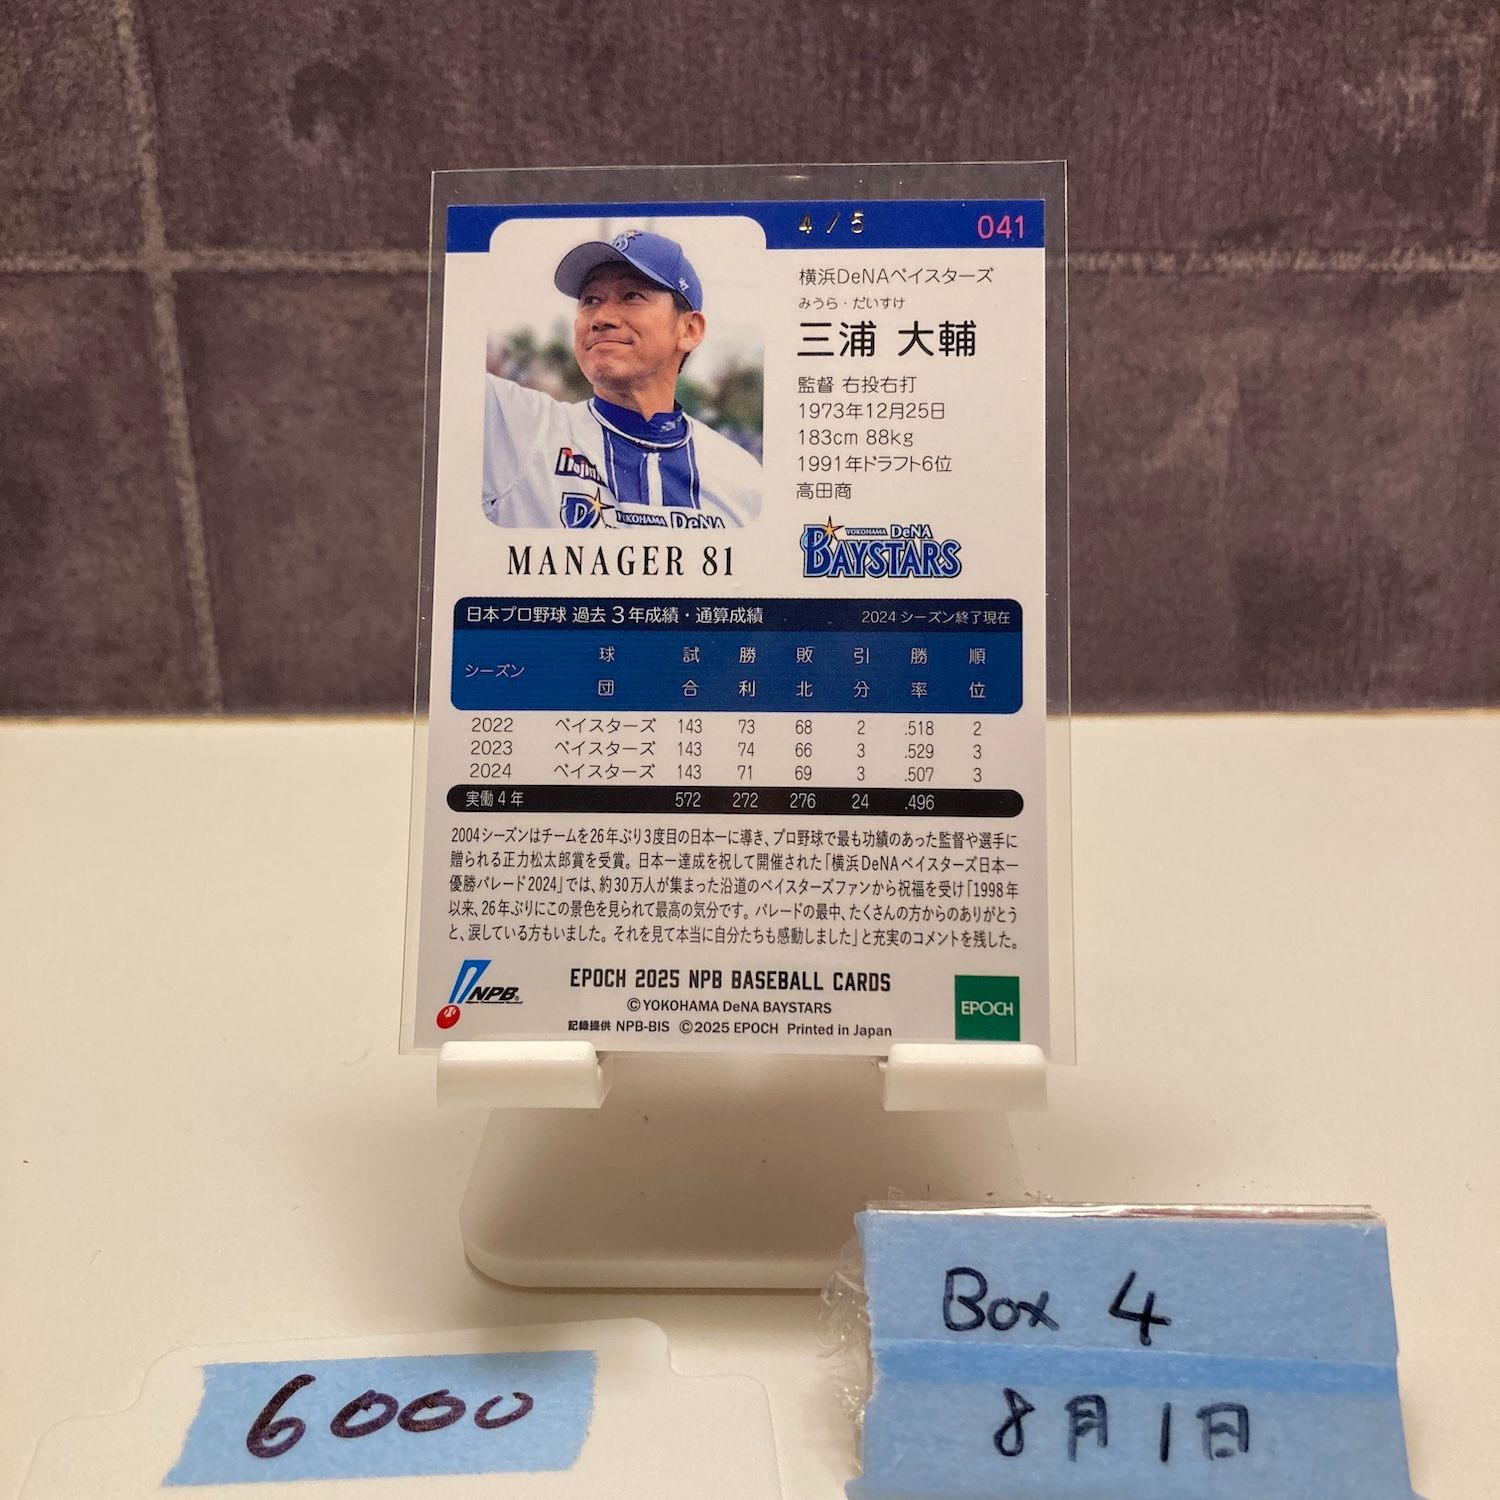 4 / 5
041
横浜DeNAベイスターズ
みうら・だいすけ
三浦 大輔
監督 右投右打
1973年12月25日
183cm 88kg
1991年ドラフト6位
高田商
YOKOHAMA DeNA
MANAGER 81
YOKOHAMA DeNA
BAYSTARS
日本プロ野球 過去3年成績・通算成績 2024 シーズン終了現在
シーズン 球団 試合 勝利 敗北 引分 勝率 順位
2022 ベイスターズ 143 73 68 2 .518 2
2023 ベイスターズ 143 74 66 3 .529 3
2024 ベイスターズ 143 71 69 3 .507 3
実働4年 572 272 276 24 .496
2004シーズンはチームを26年ぶり3度目の日本一に導き、プロ野球で最も功績のあった監督や選手に
贈られる正力松太郎賞を受賞。日本一達成を祝して開催された「横浜DeNAベイスターズ日本一
優勝パレード2024」では、約30万人が集まった沿道のベイスターズファンから祝福を受け「1998年
以来、26年ぶりにこの景色を見られて最高の気分です。パレードの最中、たくさんの方からのありがとう
と、涙している方もいました。それを見て本当に自分たちも感動しました」と充実のコメントを残した。
NPB
EPOCH 2025 NPB BASEBALL CARDS
©YOKOHAMA DeNA BAYSTARS
記録提供 NPB-BIS ©2025 EPOCH Printed in Japan
EPOCH
Box 4
8月1日
6000